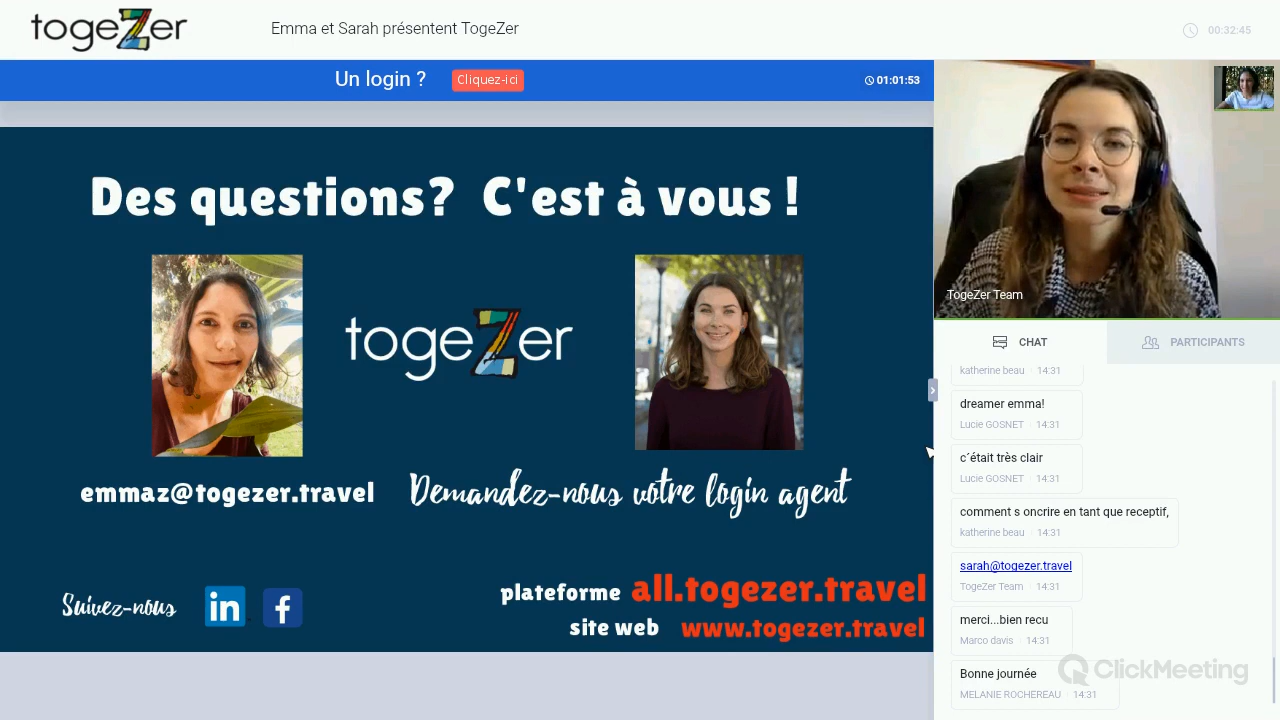 togeZer
Emma et Sarah présentent TogeZer
00:32:45
Un login ?
Cliquez-ici
01:01:53
Des questions? C'est à vous !
togeZer
emmaz@togezer.travel
Demandez-nous votre login agent
Suivez-nous
in
f
plateforme all.togezer.travel
site web www.togezer.travel
TogeZer Team
CHAT
PARTICIPANTS
katherine beau 14:31
dreamer emma!
Lucie GOSNET 14:31
c´était très clair
Lucie GOSNET 14:31
comment s oncrire en tant que receptif,
katherine beau 14:31
sarah@togezer.travel
TogeZer Team 14:31
merci...bien recu
Marco davis 14:31
Bonne journée
MELANIE ROCHEREAU 14:31
ClickMeeting